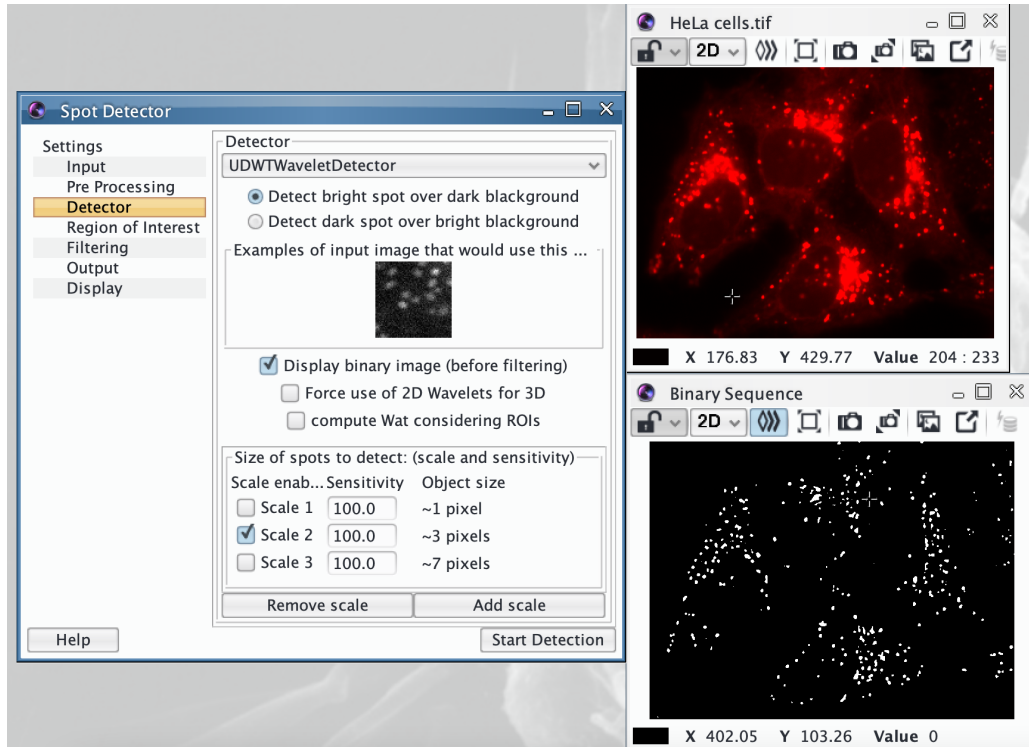 Spot Detector
Settings
Input
Pre Processing
Detector
Region of Interest
Filtering
Output
Display
Help
Detector
UDWTWaveletDetector
Detect bright spot over dark blackground
Detect dark spot over bright blackground
Examples of input image that would use this ...
Display binary image (before filtering)
Force use of 2D Wavelets for 3D
compute Wat considering ROIs
Size of spots to detect: (scale and sensitivity)
Scale enab... Sensitivity Object size
Scale 1 100.0 ~1 pixel
Scale 2 100.0 ~3 pixels
Scale 3 100.0 ~7 pixels
Remove scale Add scale
Start Detection
HeLa cells.tif
2D
X 176.83 Y 429.77 Value 204 : 233
Binary Sequence
2D
X 402.05 Y 103.26 Value 0